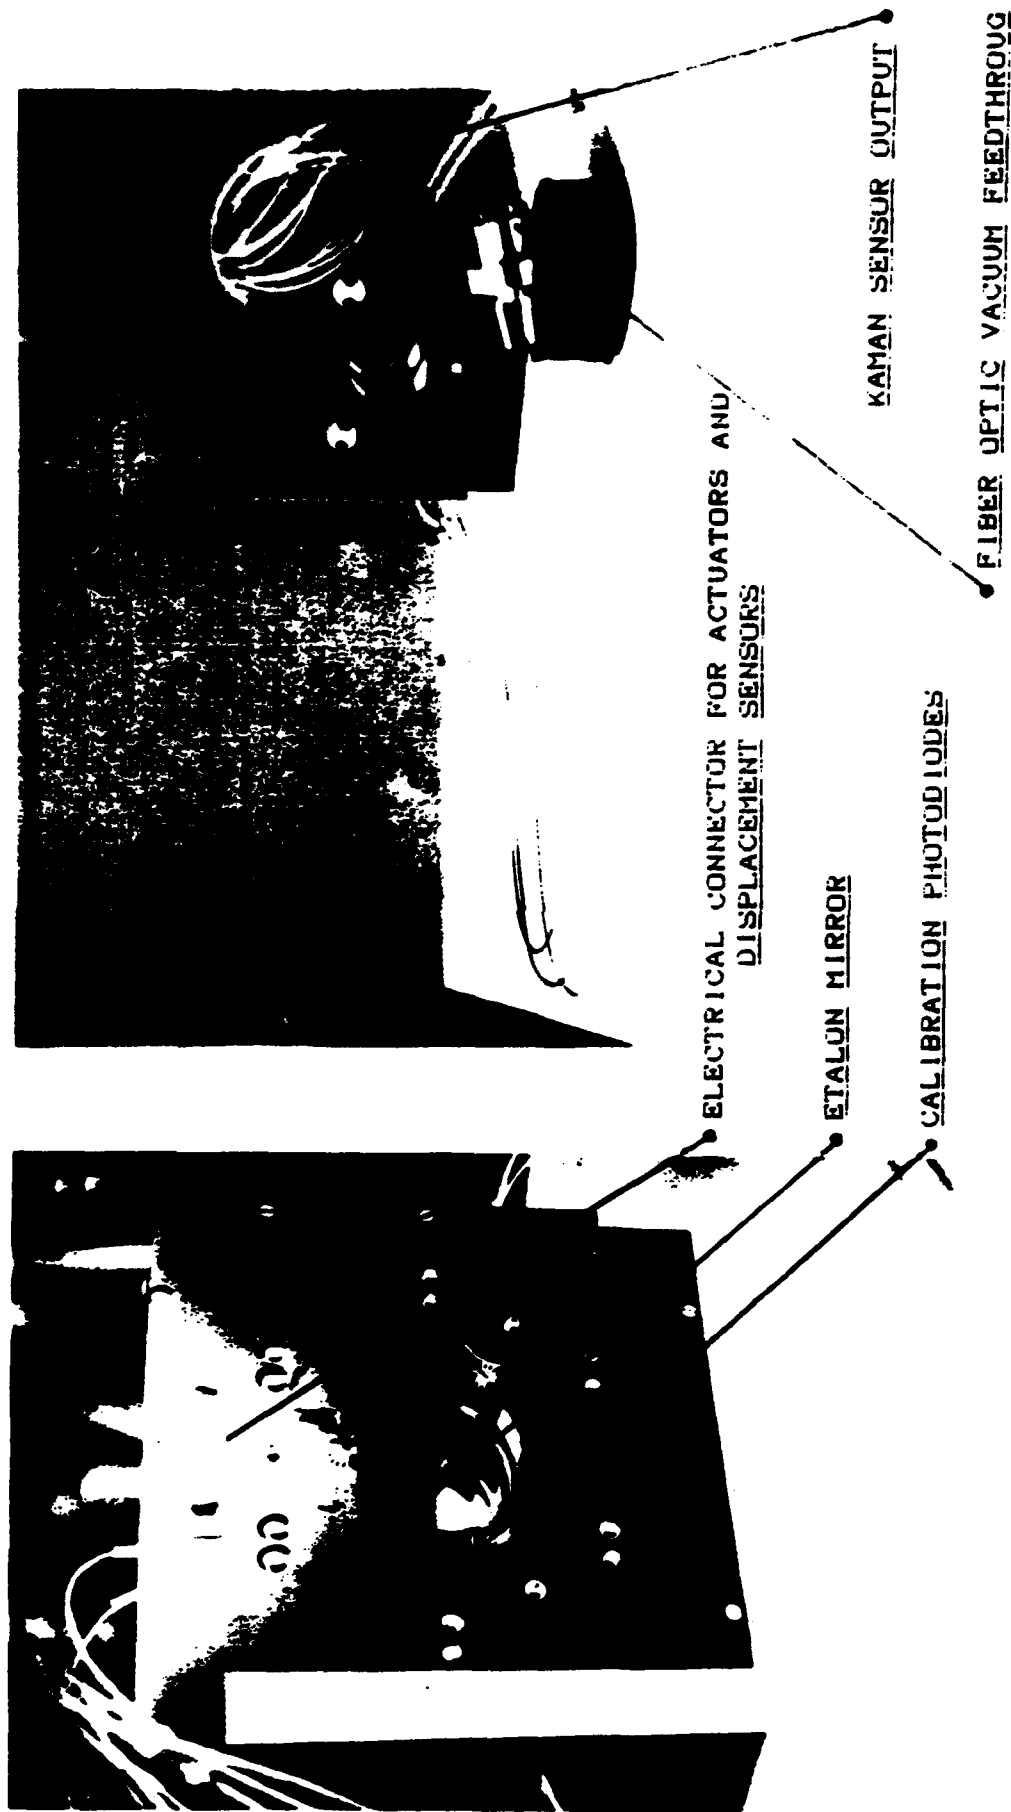 ELECTRICAL CONNECTOR FOR ACTUATORS AND
DISPLACEMENT SENSORS
ETALON MIRROR
CALIBRATION PHOTODIODES
KAMAN SENSOR OUTPUT
FIBER OPTIC VACUUM FEEDTHROUG